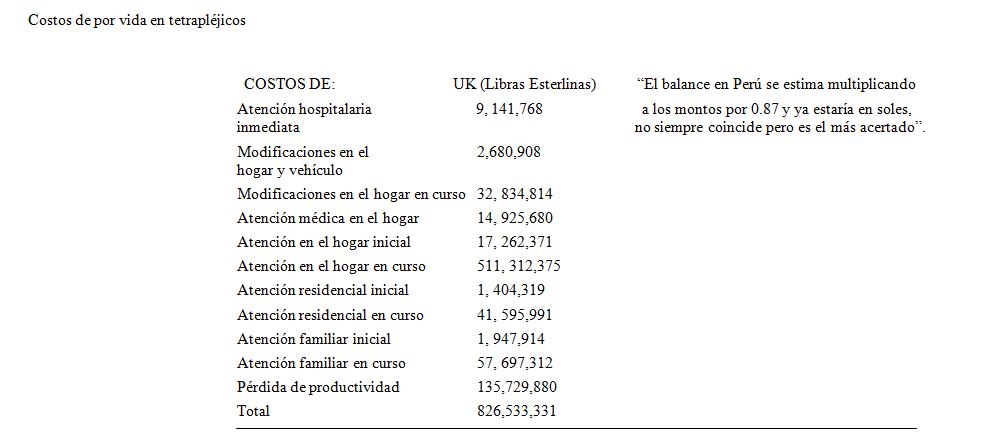 Costos de por vida en tetrapléjicos
COSTOS DE: UK (Libras Esterlinas) “El balance en Perú se estima multiplicando
Atención hospitalaria 9, 141,768 a los montos por 0.87 y ya estaría en soles,
inmediata no siempre coincide pero es el más acertado”.
Modificaciones en el 2,680,908
hogar y vehículo
Modificaciones en el hogar en curso 32, 834,814
Atención médica en el hogar 14, 925,680
Atención en el hogar inicial 17, 262,371
Atención en el hogar en curso 511, 312,375
Atención residencial inicial 1, 404,319
Atención residencial en curso 41, 595,991
Atención familiar inicial 1, 947,914
Atención familiar en curso 57, 697,312
Pérdida de productividad 135,729,880
Total 826,533,331